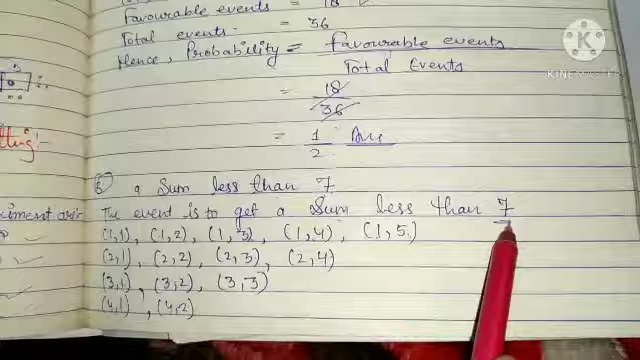 Favourable events = 18
Total events = 36
Hence, Probability = favourable events
Total Events
= 18
36
= 1 Ans
2
6) a Sum less than 7
The event is to get a Sum less than 7
(1,1), (1,2), (1,3), (1,4), (1,5)
(2,1), (2,2), (2,3), (2,4)
(3,1), (3,2), (3,3)
(4,1), (4,2)
KINEMASTER